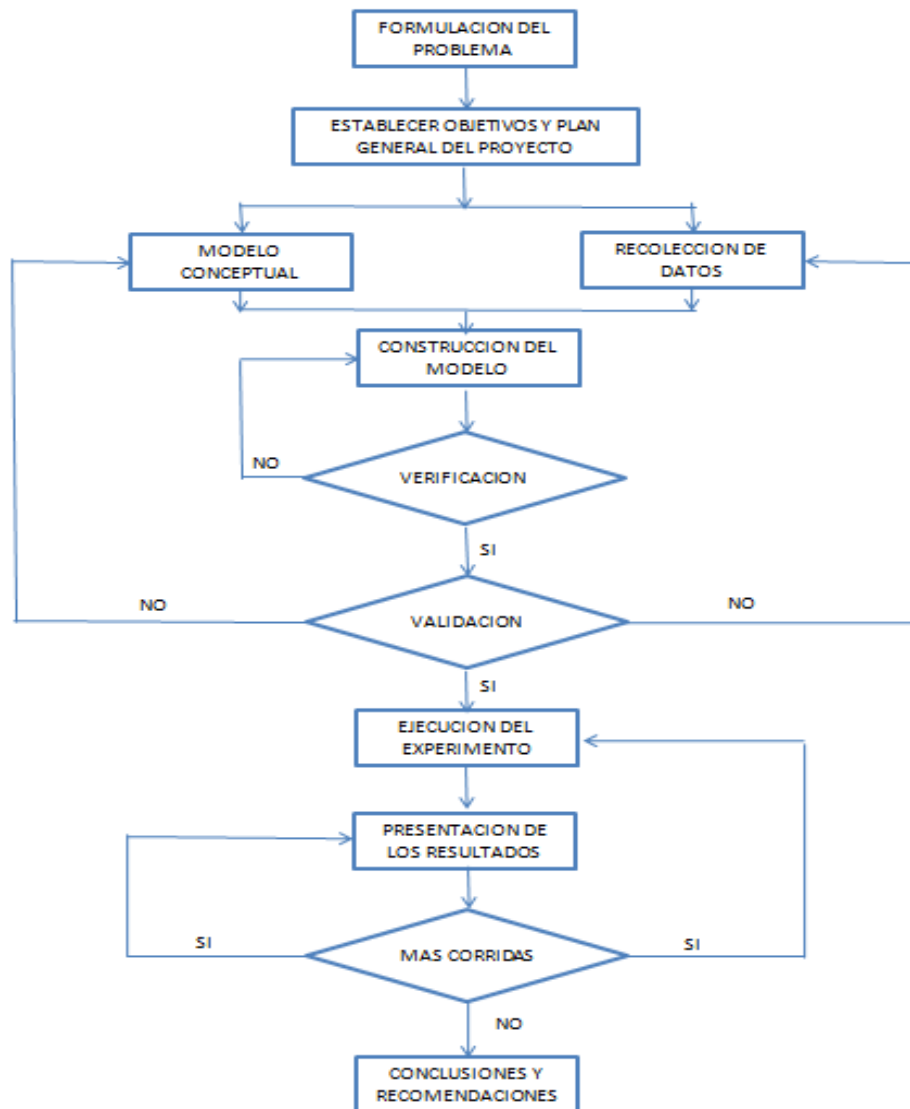 FORMULACION DEL
PROBLEMA
ESTABLECER OBJETIVOS Y PLAN
GENERAL DEL PROYECTO
MODELO
CONCEPTUAL
RECOLECCION DE
DATOS
CONSTRUCCION DEL
MODELO
NO
VERIFICACION
SI
NO
VALIDACION
NO
SI
EJECUCION DEL
EXPERIMENTO
PRESENTACION DE
LOS RESULTADOS
SI
MAS CORRIDAS
SI
NO
CONCLUSIONES Y
RECOMENDACIONES